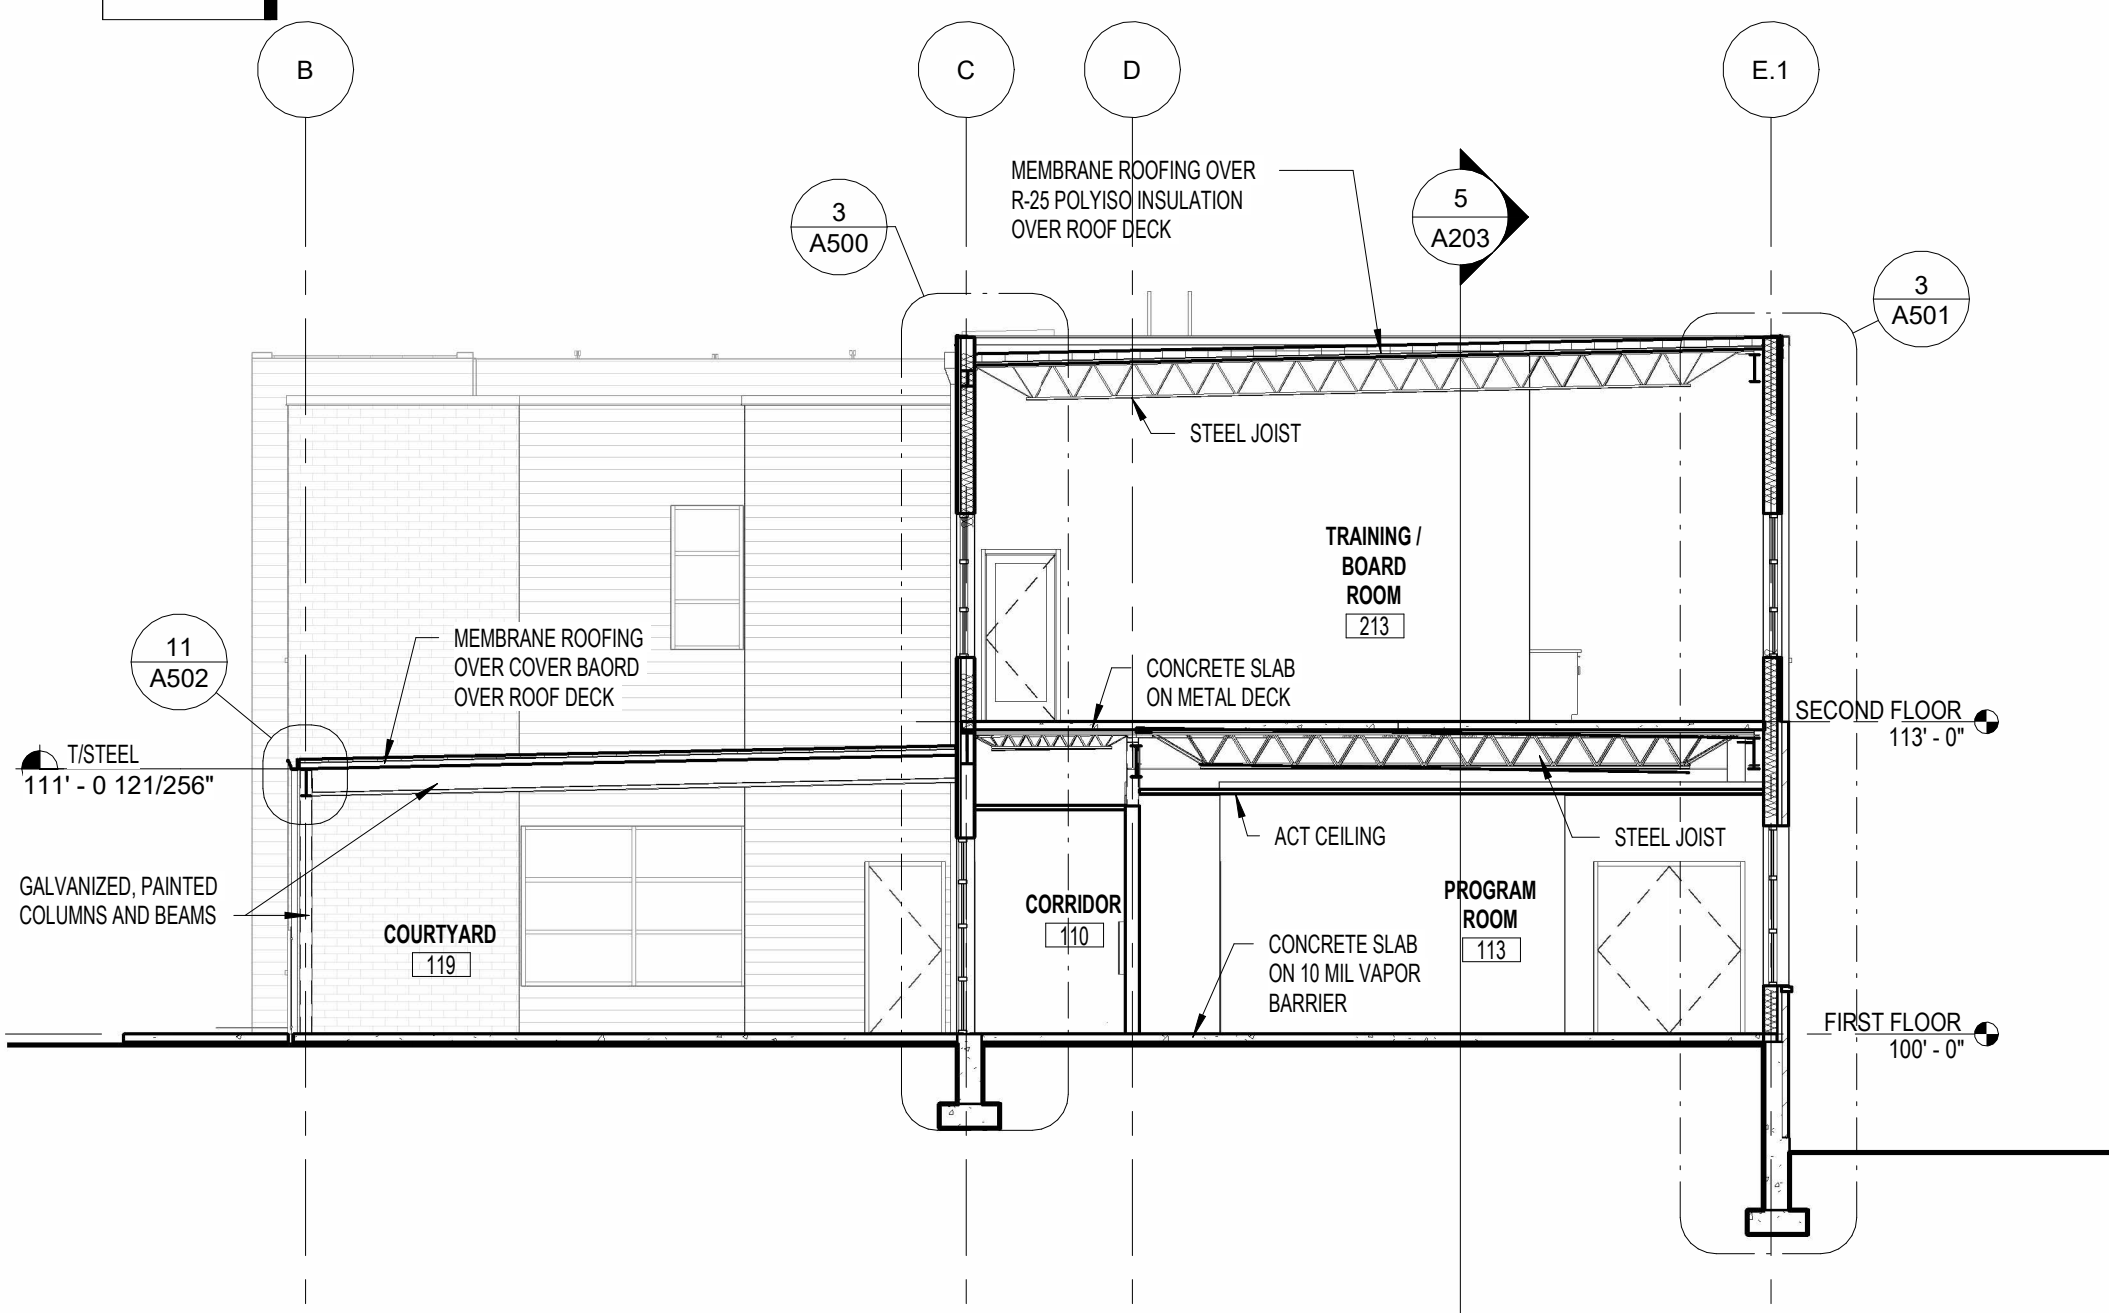 B
C
D
E.1
MEMBRANE ROOFING OVER
R-25 POLYISO INSULATION
OVER ROOF DECK
3
A500
5
A203
3
A501
STEEL JOIST
TRAINING /
BOARD
ROOM
213
11
A502
MEMBRANE ROOFING
OVER COVER BAORD
OVER ROOF DECK
CONCRETE SLAB
ON METAL DECK
SECOND FLOOR
113' - 0"
T/STEEL
111' - 0 121/256"
ACT CEILING
STEEL JOIST
GALVANIZED, PAINTED
COLUMNS AND BEAMS
COURTYARD
119
CORRIDOR
110
PROGRAM
ROOM
113
CONCRETE SLAB
ON 10 MIL VAPOR
BARRIER
FIRST FLOOR
100' - 0"